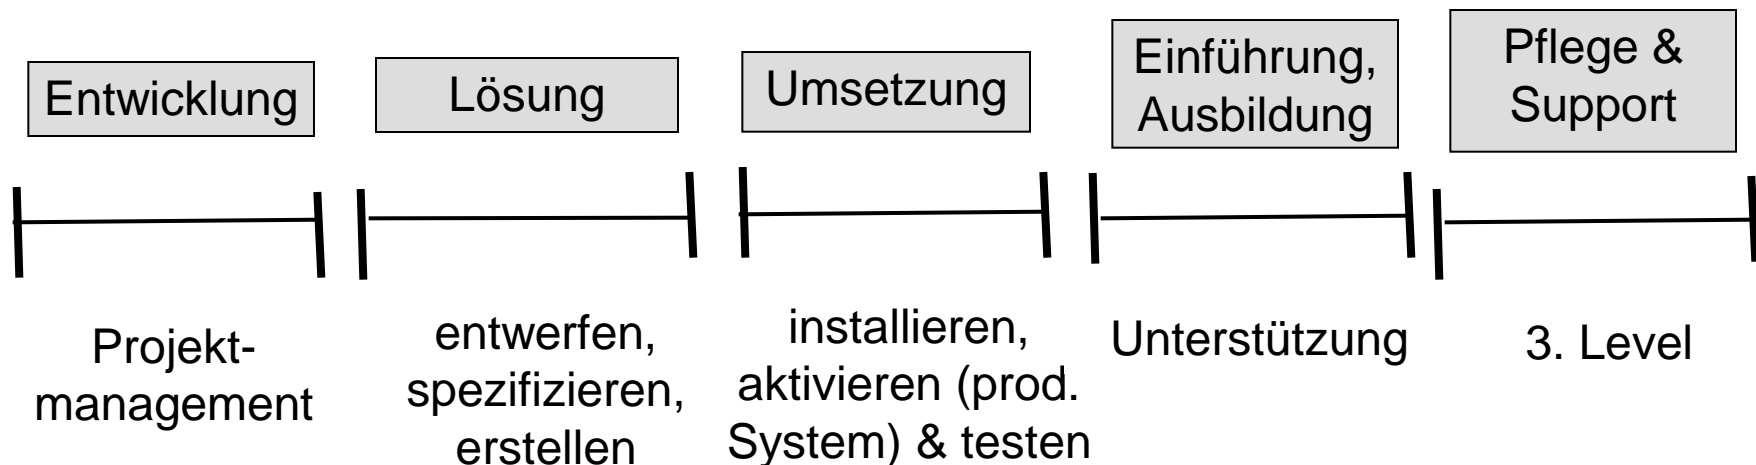 Entwicklung
Lösung
Umsetzung
Einführung,
Ausbildung
Pflege &
Support
Projekt-
management
entwerfen,
spezifizieren,
erstellen
installieren,
aktivieren (prod.
System) & testen
Unterstützung
3. Level